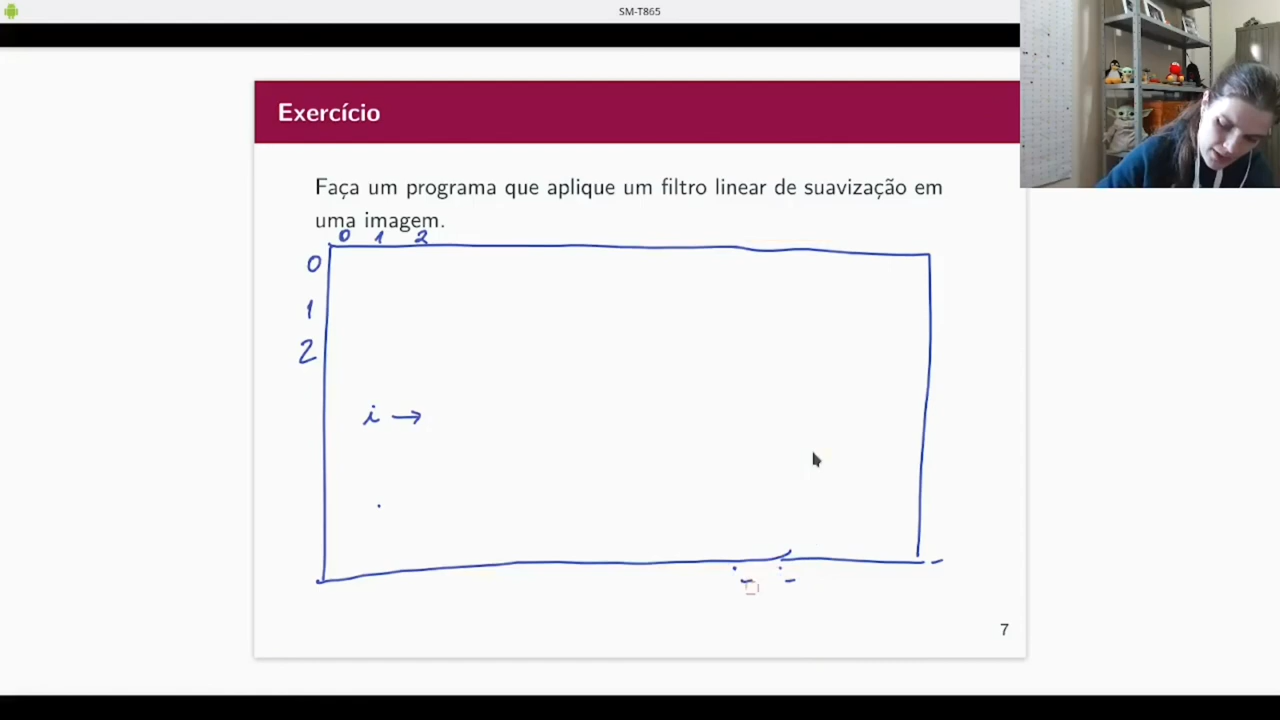 SM-T865
Exercício
Faça um programa que aplique um filtro linear de suavização em
uma imagem.
0 1 2
0
1
2
i →
7